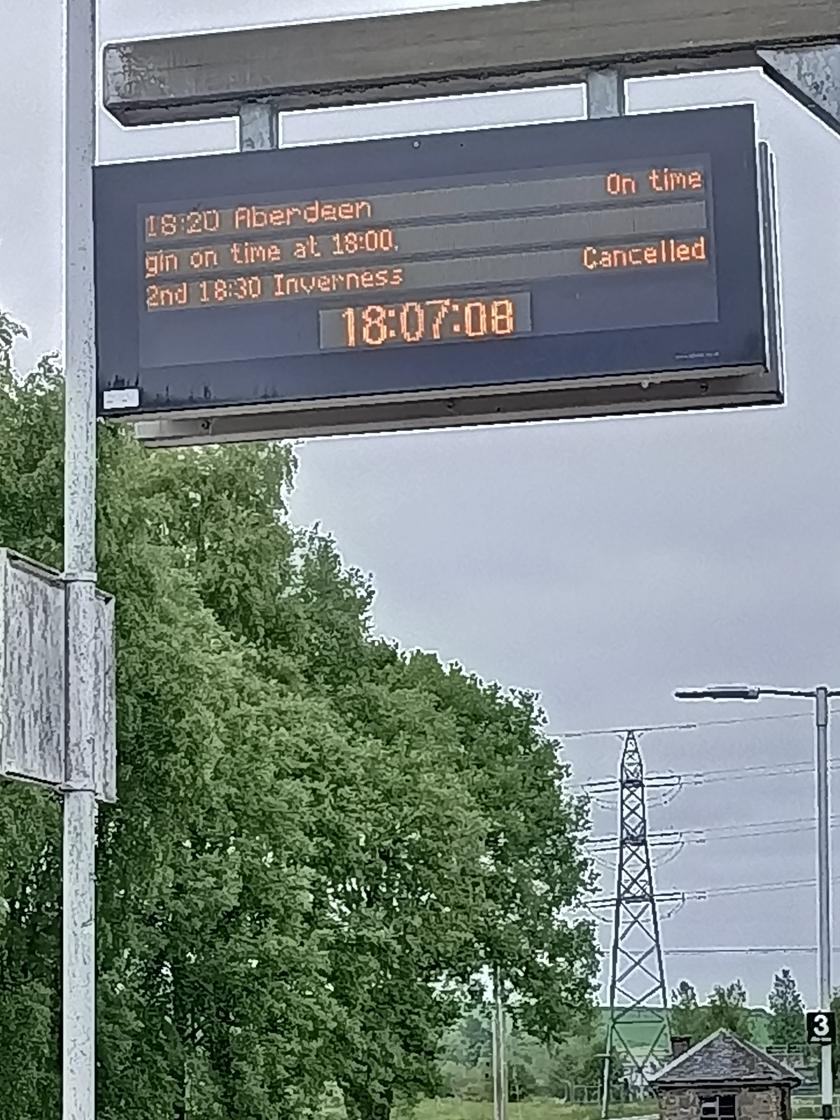 18:20 Aberdeen On time
gin on time at 18:00.
2nd 18:30 Inverness Cancelled
18:07:08
3